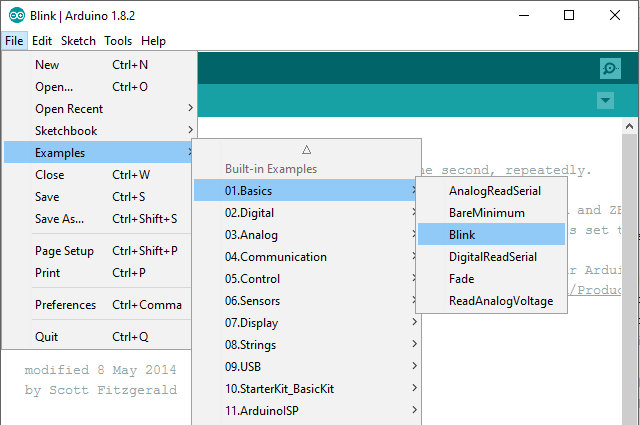 Blink | Arduino 1.8.2
File Edit Sketch Tools Help
New Ctrl+N
Open... Ctrl+O
Open Recent
Sketchbook
Examples
Close Ctrl+W
Save Ctrl+S
Save As... Ctrl+Shift+S
Page Setup Ctrl+Shift+P
Print Ctrl+P
Preferences Ctrl+Comma
Quit Ctrl+Q
Built-in Examples
01.Basics
02.Digital
03.Analog
04.Communication
05.Control
06.Sensors
07.Display
08.Strings
09.USB
10.StarterKit_BasicKit
11.ArduinoISP
AnalogReadSerial
BareMinimum
Blink
DigitalReadSerial
Fade
ReadAnalogVoltage
second, repeatedly.
and
set
modified 8 May 2014
by Scott Fitzgerald